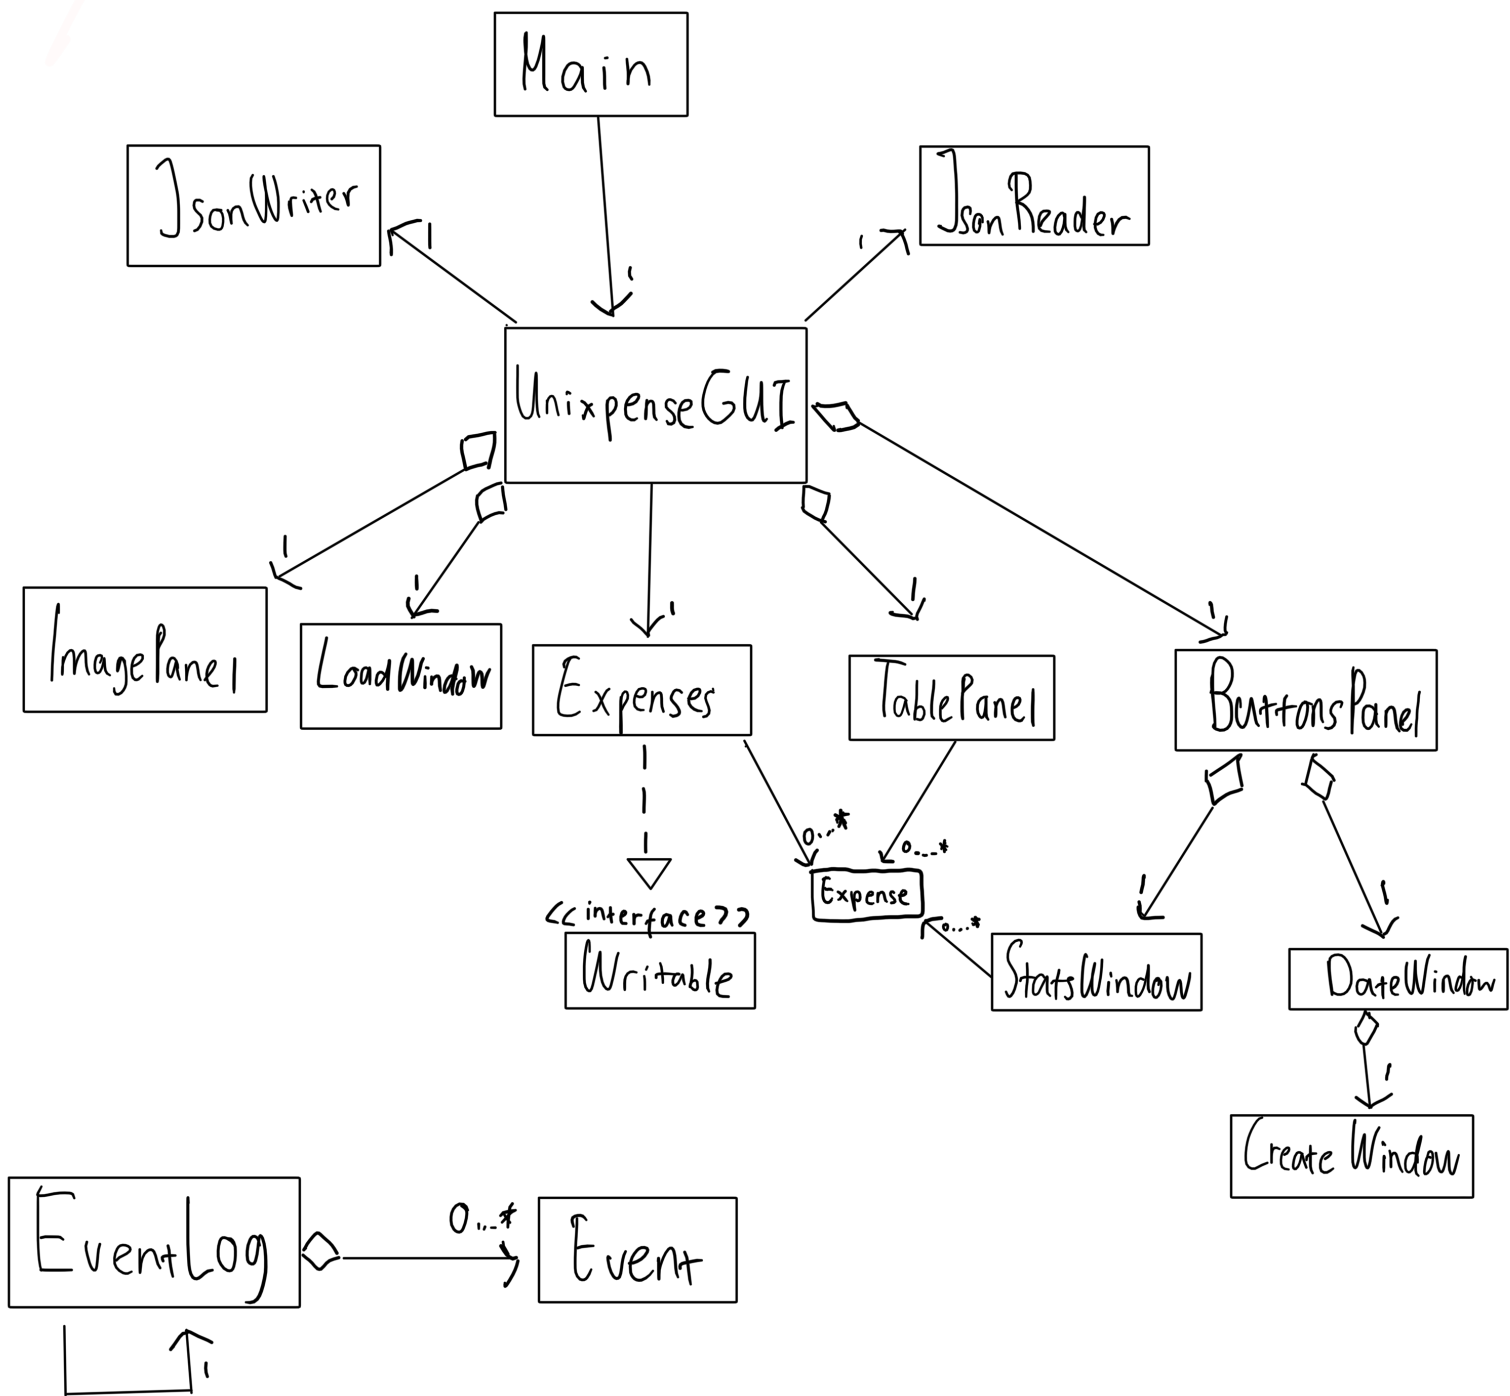 Main
JsonWriter
JsonReader
1
1
1
UnixpenseGUI
1
1
1
1
1
ImagePanel
LoadWindow
Expenses
TablePanel
ButtonsPanel
0...*
0...*
Expense
1
1
<<interface>>
Writable
0...*
StatsWindow
DateWindow
1
CreateWindow
EventLog
0...*
Event
1